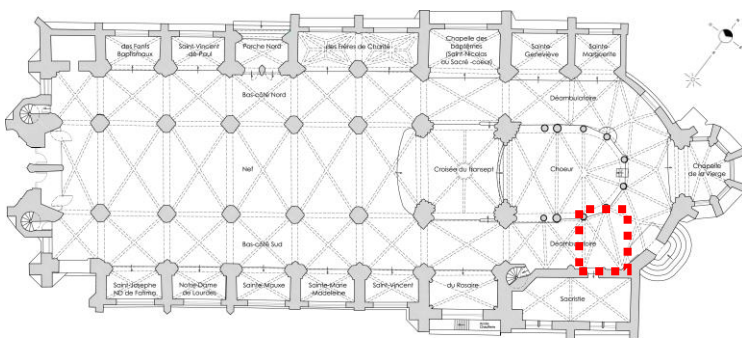 des Fonts
Baptismaux
Saint-Vincent
de Paul
Porche Nord
des Frères de Charité
Chapelle des
baptêmes
(Saint-Nicolas
ou Sacré-coeur)
Sainte-
Geneviève
Sainte-
Marguerite
Bas-côté Nord
Déambulatoire
Nef
Croisée du transept
Choeur
Chapelle
de la Vierge
Bas-côté Sud
Déambulatoire
Saint-Joseph
ND de Fatima
Notre-Dame
de Lourdes
Sainte-Mauxe
Sainte-Marie
Madeleine
Saint-Vincent
du Rosaire
Sacristie